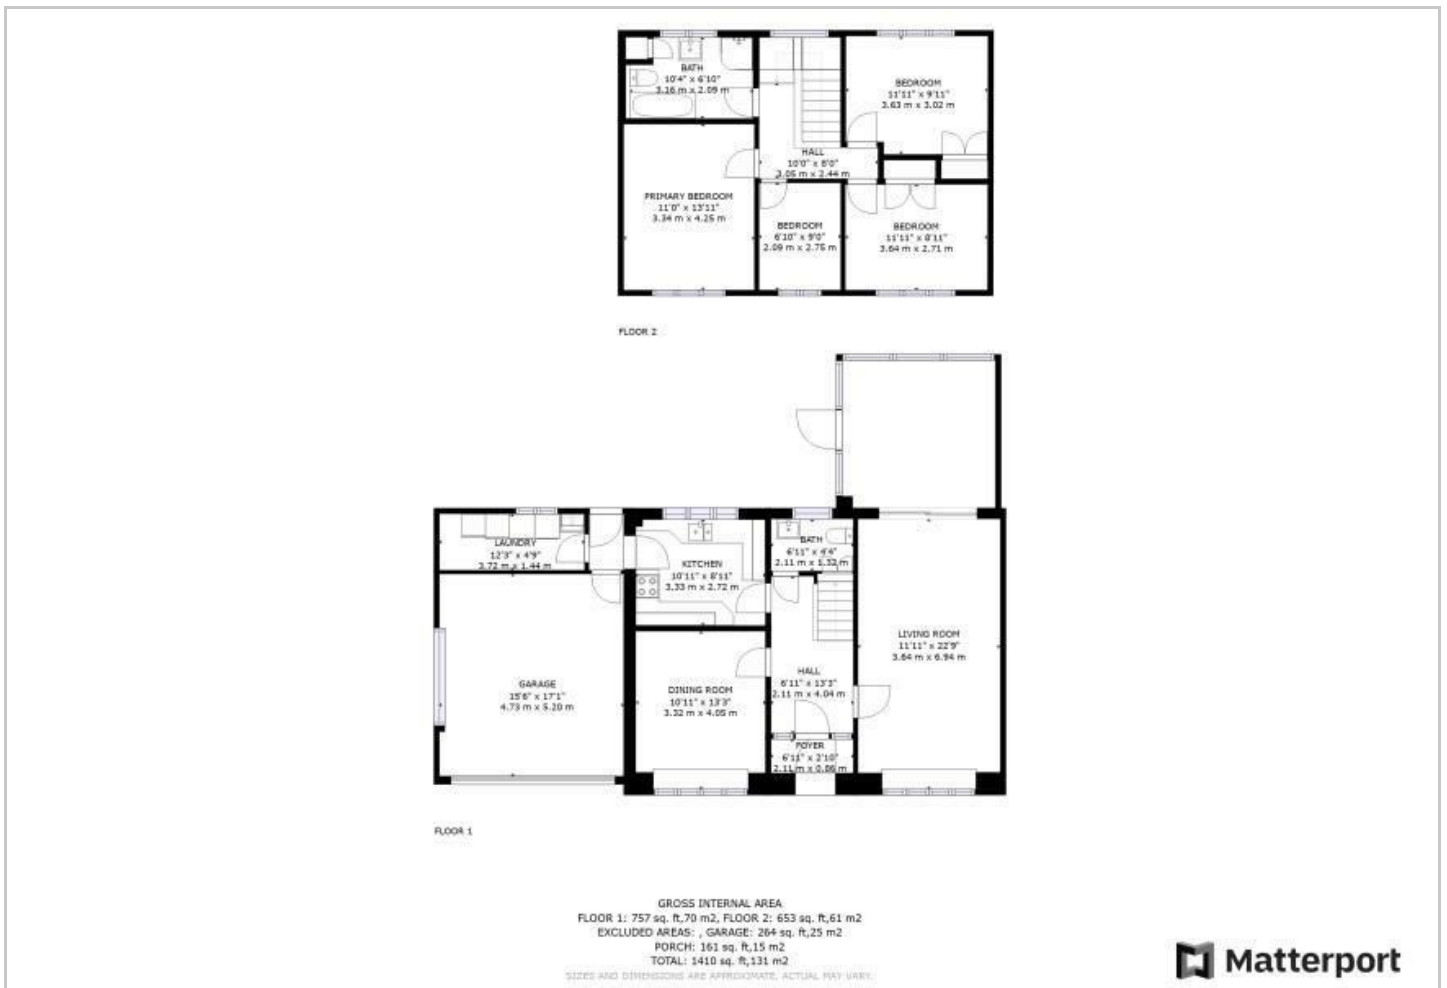 BATH
10'4" x 6'10"
3.16 m x 2.09 m
BEDROOM
11'11" x 9'11"
3.63 m x 3.02 m
HALL
10'0" x 8'0"
3.05 m x 2.44 m
PRIMARY BEDROOM
11'0" x 13'11"
3.34 m x 4.25 m
BEDROOM
6'10" x 9'0"
2.09 m x 2.75 m
BEDROOM
11'11" x 8'11"
3.64 m x 2.71 m
FLOOR 2
LAUNDRY
12'3" x 4'9"
3.72 m x 1.44 m
KITCHEN
10'11" x 8'11"
3.33 m x 2.72 m
BATH
6'11" x 4'4"
2.11 m x 1.32 m
LIVING ROOM
11'11" x 22'9"
3.64 m x 6.94 m
GARAGE
15'6" x 17'1"
4.73 m x 5.20 m
DINING ROOM
10'11" x 13'3"
3.32 m x 4.05 m
HALL
6'11" x 13'3"
2.11 m x 4.04 m
FOYER
6'11" x 2'10"
2.11 m x 0.86 m
FLOOR 1
GROSS INTERNAL AREA
FLOOR 1: 757 sq. ft,70 m2, FLOOR 2: 653 sq. ft,61 m2
EXCLUDED AREAS: , GARAGE: 264 sq. ft,25 m2
PORCH: 161 sq. ft,15 m2
TOTAL: 1410 sq. ft,131 m2
SIZES AND DIMENSIONS ARE APPROXIMATE, ACTUAL MAY VARY.
Matterport